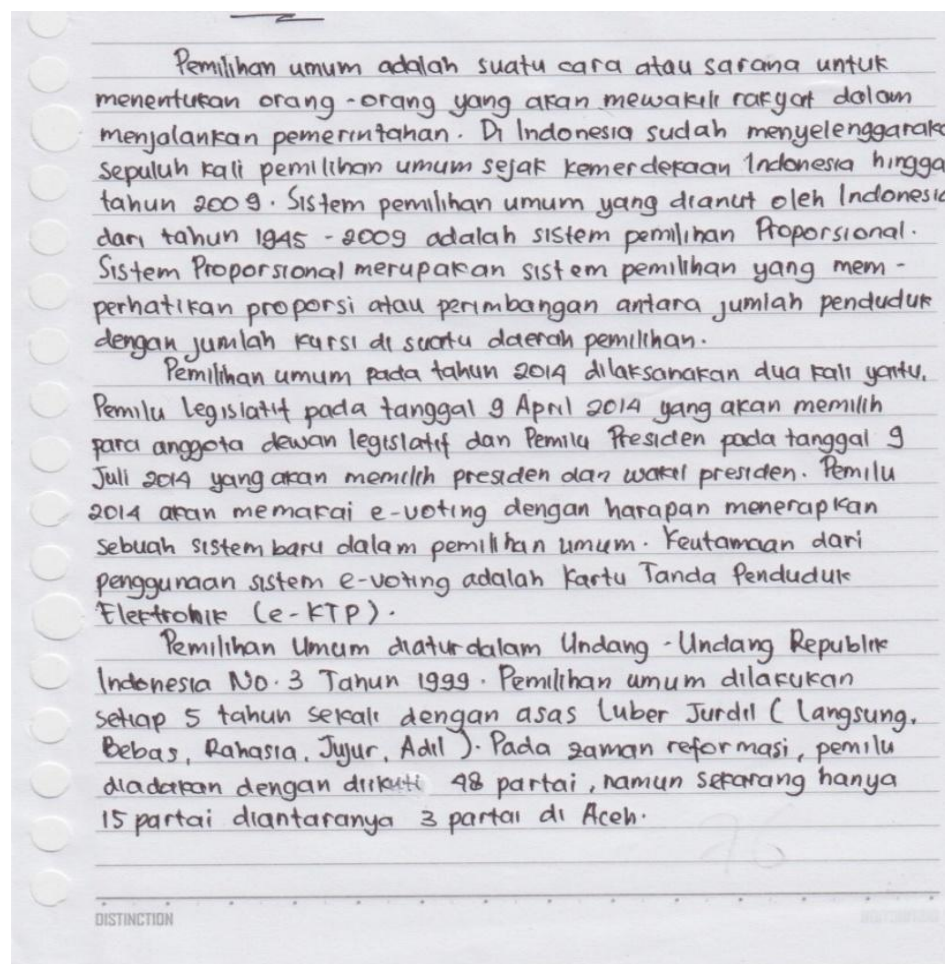 Pemilihan umum adalah suatu cara atau sarana untuk
menentukan orang-orang yang akan mewakili rakyat dalam
menjalankan pemerintahan. Di Indonesia sudah menyelenggaraka
sepuluh kali pemilihan umum sejak kemerdekaan Indonesia hingga
tahun 2009. Sistem pemilihan umum yang dianut oleh Indonesia
dari tahun 1945 - 2009 adalah sistem pemilihan Proporsional.
Sistem Proporsional merupakan sistem pemilihan yang mem-
perhatikan proporsi atau perimbangan antara jumlah penduduk
dengan jumlah kursi di suatu daerah pemilihan.
Pemilihan umum pada tahun 2014 dilaksanakan dua kali yaitu,
Pemilu Legislatif pada tanggal 9 April 2014 yang akan memilih
para anggota dewan legislatif dan Pemilu Presiden pada tanggal 9
Juli 2014 yang akan memilih presiden dan wakil presiden. Pemilu
2014 akan memakai e-voting dengan harapan menerapkan
sebuah sistem baru dalam pemilihan umum. Keutamaan dari
penggunaan sistem e-voting adalah Kartu Tanda Penduduk
Elektronik (e-KTP).
Pemilihan Umum diatur dalam Undang-Undang Republik
Indonesia No. 3 Tahun 1999. Pemilihan umum dilakukan
setiap 5 tahun sekali dengan asas Luber Jurdil (Langsung,
Bebas, Rahasia, Jujur, Adil). Pada zaman reformasi, pemilu
diadakan dengan diikuti 48 partai, namun sekarang hanya
15 partai diantaranya 3 partai di Aceh.
DISTINCTION